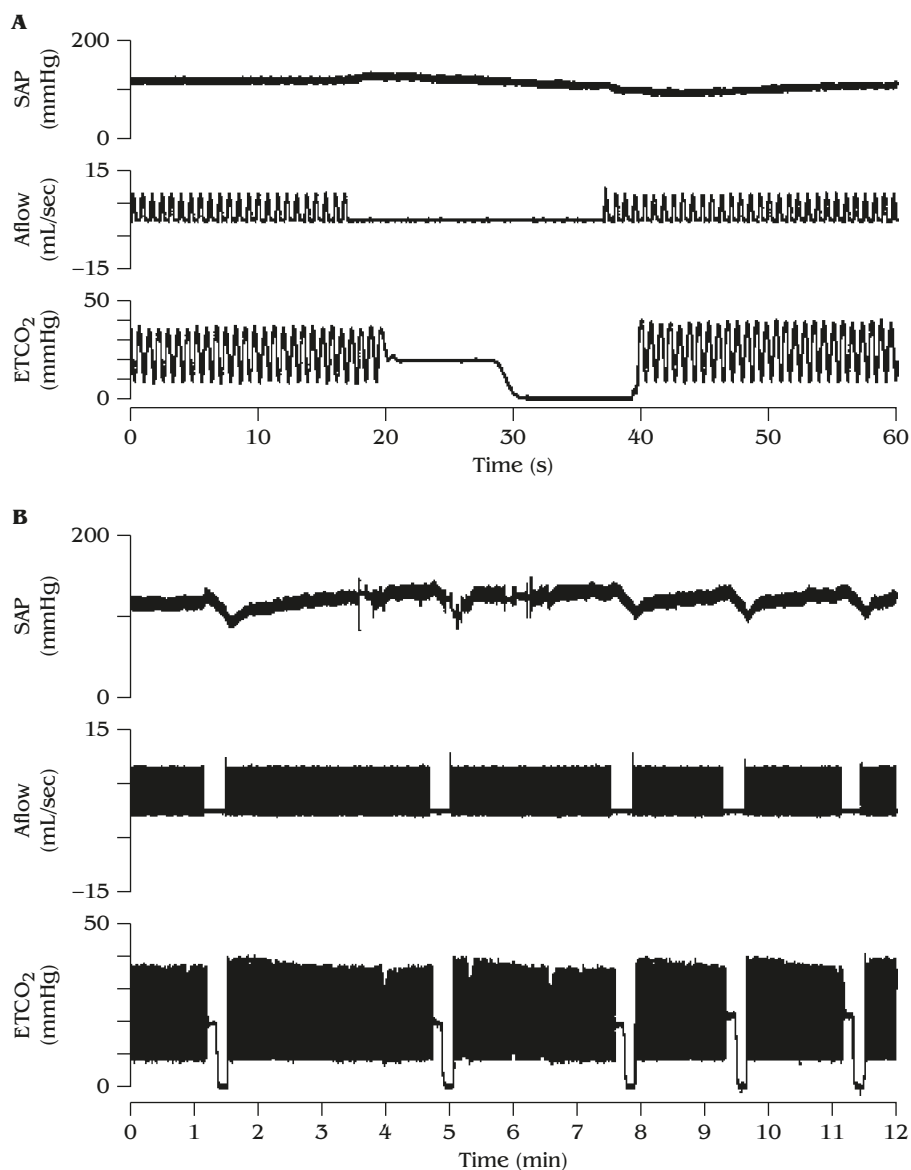 A
200
SAP
(mmHg)
0
15
Aflow
(mL/sec)
–15
50
ETCO2
(mmHg)
0
0 10 20 30 40 50 60
Time (s)
B
200
SAP
(mmHg)
0
15
Aflow
(mL/sec)
–15
50
ETCO2
(mmHg)
0
0 1 2 3 4 5 6 7 8 9 10 11 12
Time (min)